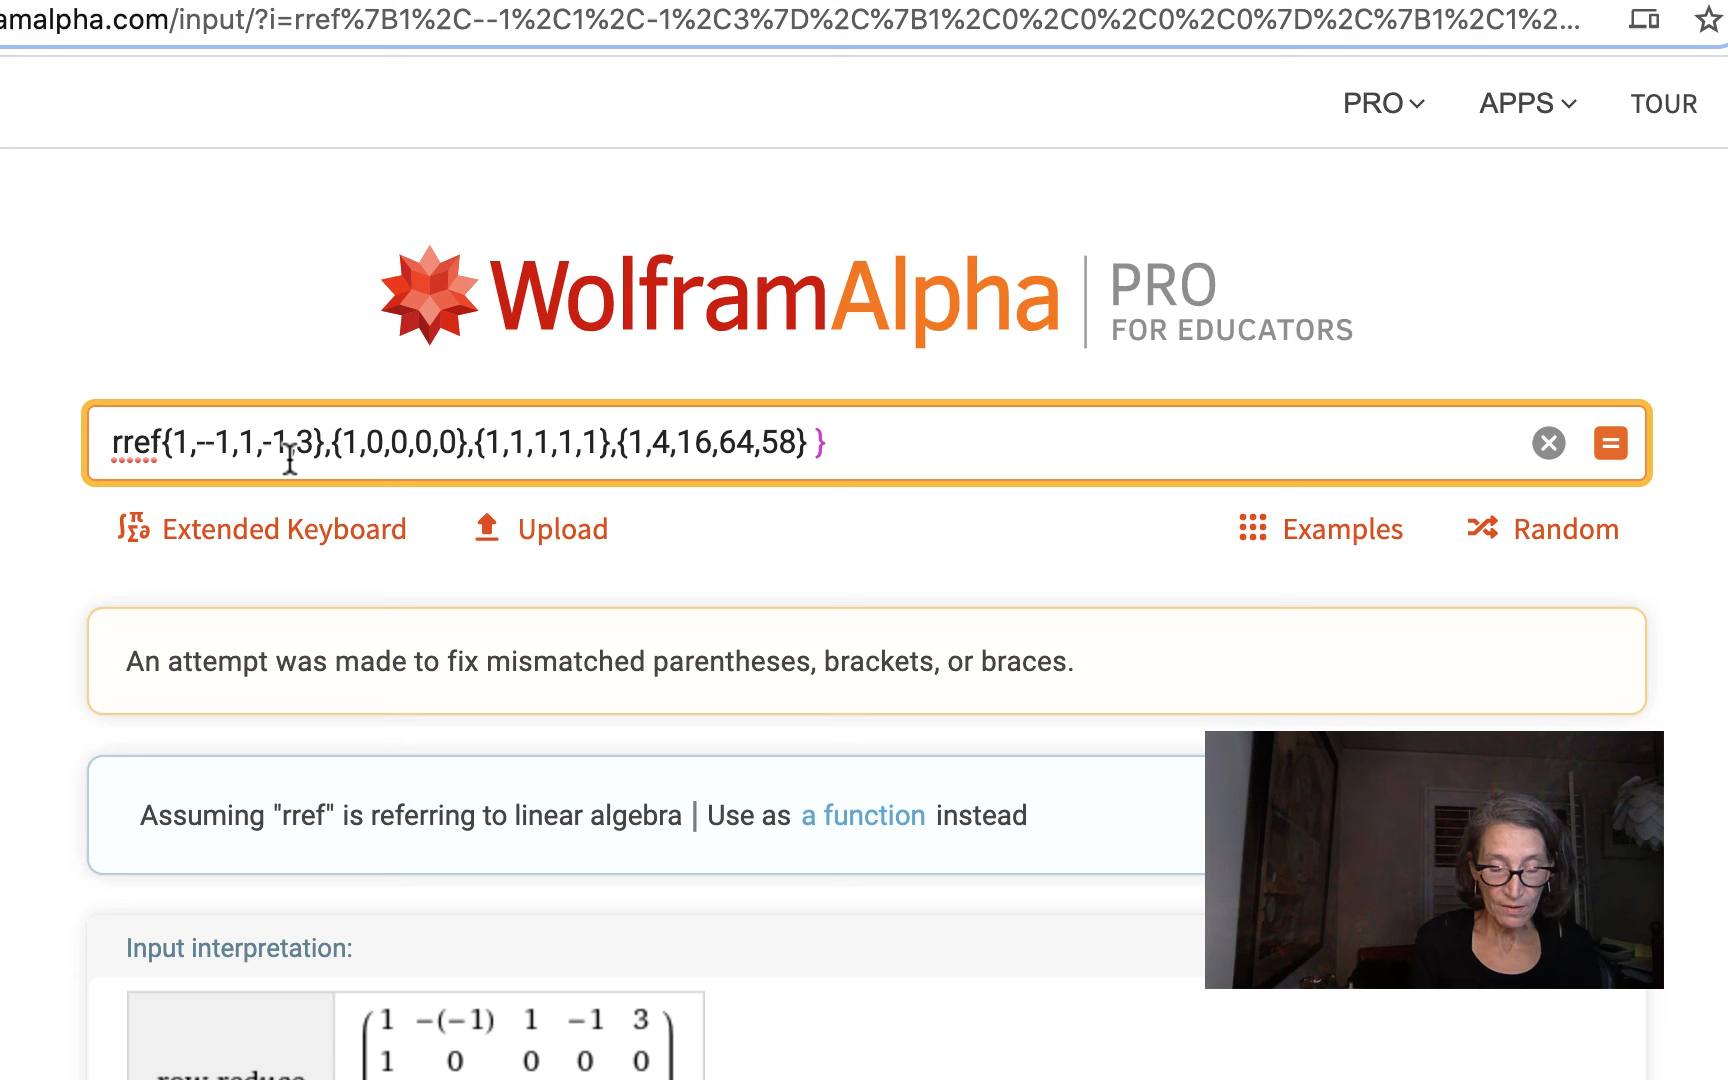 amalpha.com/input/?i=rref%7B1%2C--1%2C1%2C-1%2C3%7D%2C%7B1%2C0%2C0%2C0%2C0%7D%2C%7B1%2C1%2...
PRO APPS TOUR
WolframAlpha PRO
FOR EDUCATORS
rref{1,--1,1,-1,3},{1,0,0,0,0},{1,1,1,1,1},{1,4,16,64,58} }
Extended Keyboard Upload Examples Random
An attempt was made to fix mismatched parentheses, brackets, or braces.
Assuming "rref" is referring to linear algebra | Use as a function instead
Input interpretation:
1 -(-1) 1 -1 3
1 0 0 0 0
row reduce